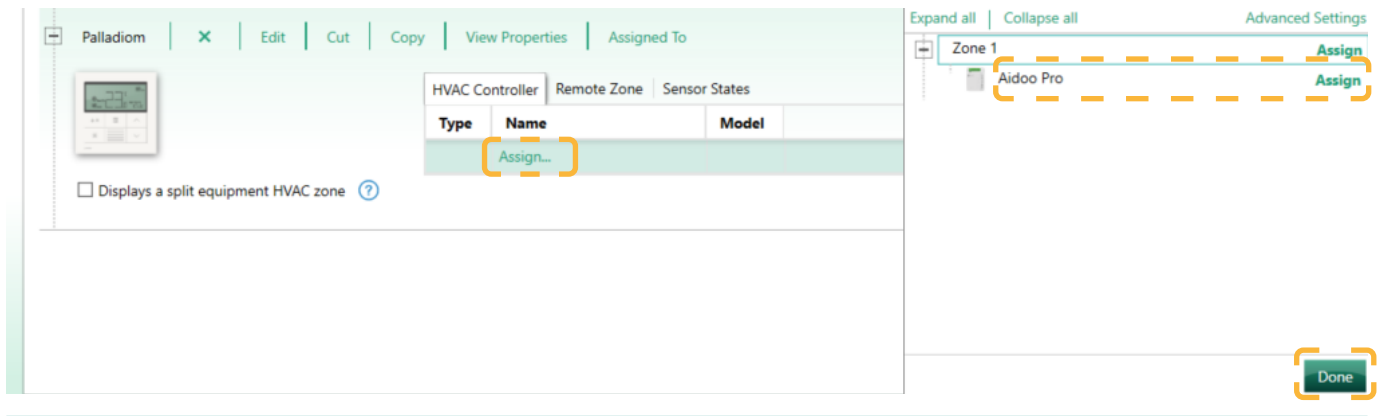 Palladiom | × | Edit | Cut | Copy | View Properties | Assigned To
HVAC Controller Remote Zone Sensor States
Type Name Model
Assign...
Displays a split equipment HVAC zone ?
Expand all | Collapse all Advanced Settings
Zone 1 Assign
Aidoo Pro Assign
Done